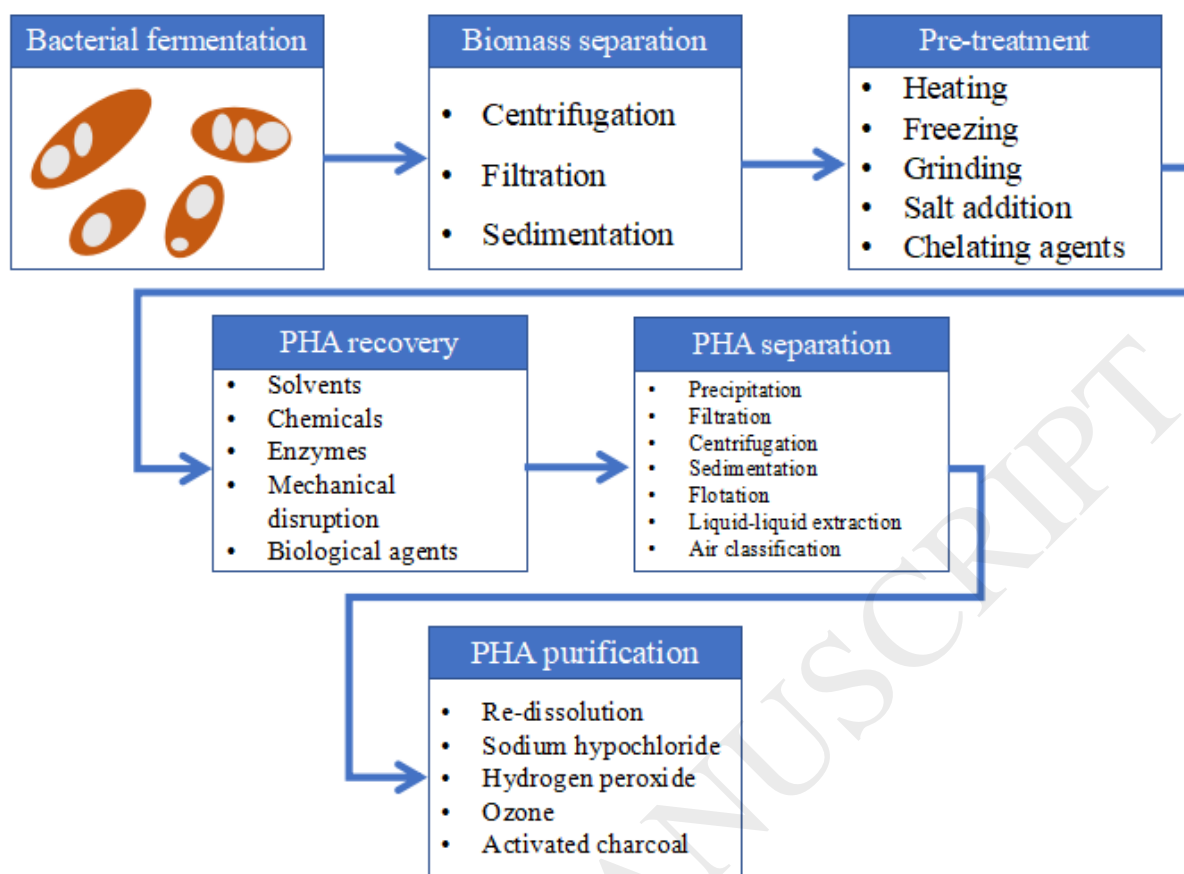 Bacterial fermentation
Biomass separation
• Centrifugation
• Filtration
• Sedimentation
Pre-treatment
• Heating
• Freezing
• Grinding
• Salt addition
• Chelating agents
PHA recovery
• Solvents
• Chemicals
• Enzymes
• Mechanical
disruption
• Biological agents
PHA separation
• Precipitation
• Filtration
• Centrifugation
• Sedimentation
• Flotation
• Liquid-liquid extraction
• Air classification
PHA purification
• Re-dissolution
• Sodium hypochloride
• Hydrogen peroxide
• Ozone
• Activated charcoal
ANUSCRIPT